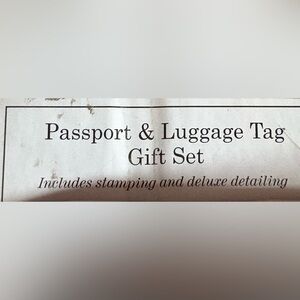 Passport & Luggage Tag
Gift Set
Includes stamping and deluxe detailing